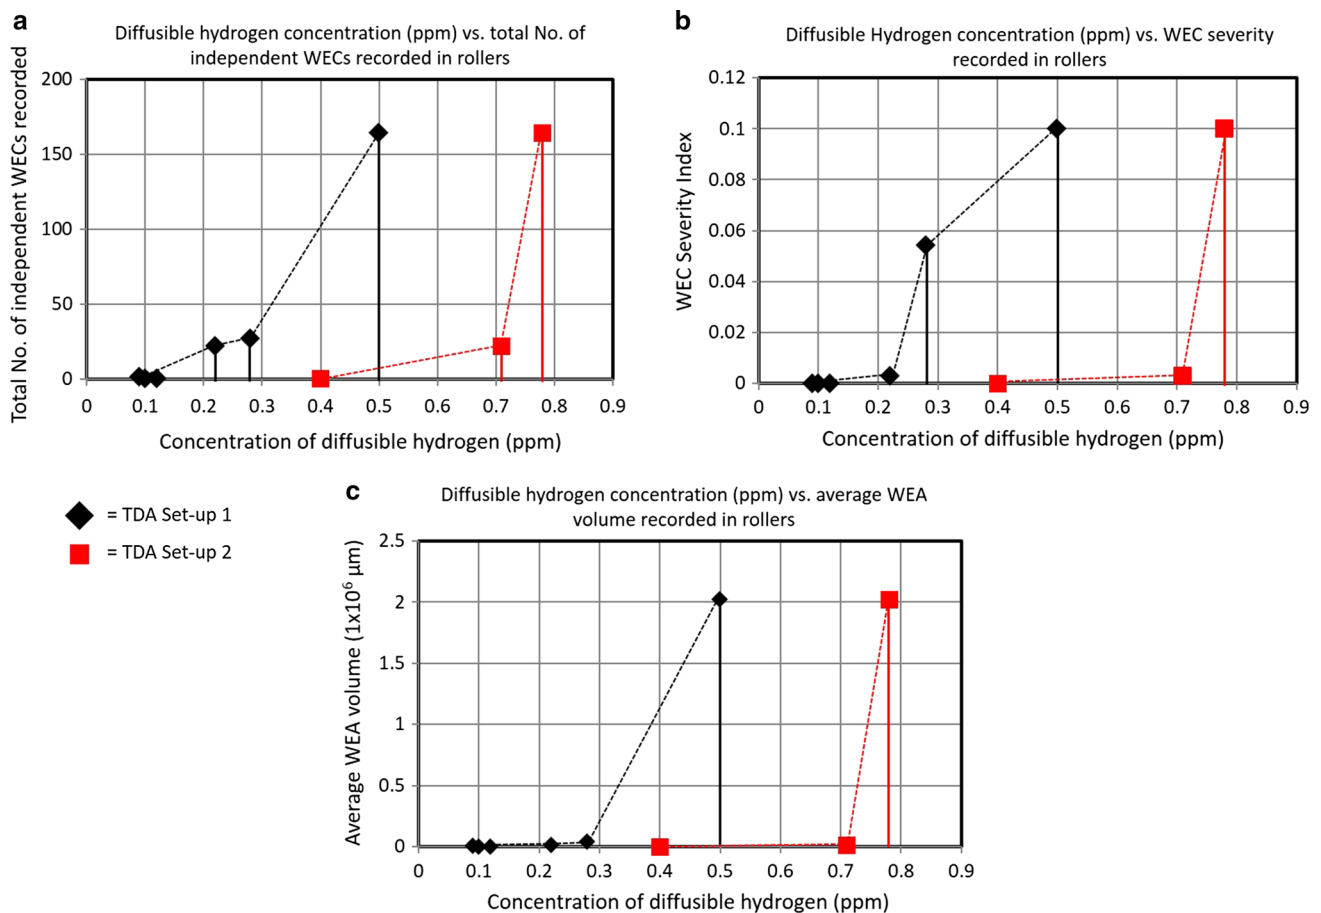 a
Diffusible hydrogen concentration (ppm) vs. total No. of
independent WECs recorded in rollers
Total No. of independent WECs recorded
200
150
100
50
0
0 0.1 0.2 0.3 0.4 0.5 0.6 0.7 0.8 0.9
Concentration of diffusible hydrogen (ppm)
b
Diffusible Hydrogen concentration (ppm) vs. WEC severity
recorded in rollers
WEC Severity Index
0.12
0.1
0.08
0.06
0.04
0.02
0
0 0.1 0.2 0.3 0.4 0.5 0.6 0.7 0.8 0.9
Concentration of diffusible hydrogen (ppm)
= TDA Set-up 1
= TDA Set-up 2
c
Diffusible hydrogen concentration (ppm) vs. average WEA
volume recorded in rollers
Average WEA volume (1x10⁶ µm)
2.5
2
1.5
1
0.5
0
0 0.1 0.2 0.3 0.4 0.5 0.6 0.7 0.8 0.9
Concentration of diffusible hydrogen (ppm)